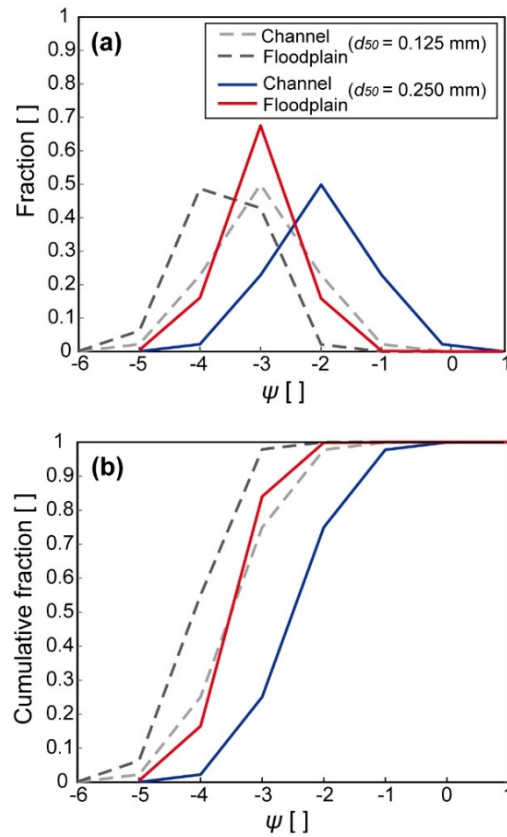 (a)
Channel (d50 = 0.125 mm)
Floodplain
Channel (d50 = 0.250 mm)
Floodplain
1
0.9
0.8
0.7
0.6
0.5
0.4
0.3
0.2
0.1
0
Fraction [ ]
-6 -5 -4 -3 -2 -1 0 1
ψ [ ]
(b)
1
0.9
0.8
0.7
0.6
0.5
0.4
0.3
0.2
0.1
0
Cumulative fraction [ ]
-6 -5 -4 -3 -2 -1 0 1
ψ [ ]